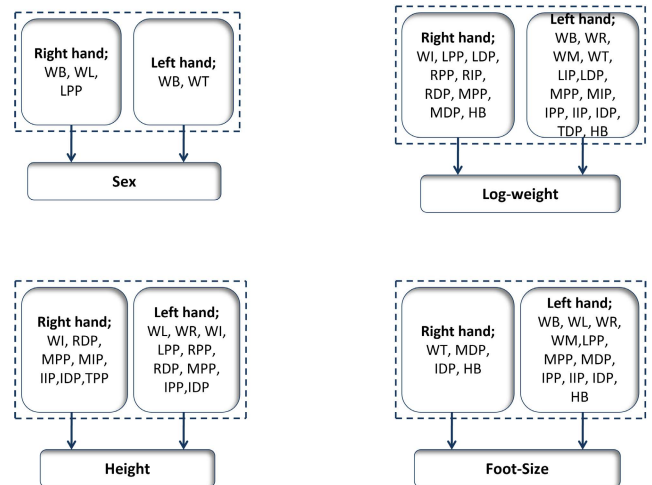 Right hand;
WB, WL,
LPP
Left hand;
WB, WT
Sex
Right hand;
WI, LPP, LDP,
RPP, RIP,
RDP, MPP,
MDP, HB
Left hand;
WB, WR,
WM, WT,
LIP,LDP,
MPP, MIP,
IPP, IIP, IDP,
TDP, HB
Log-weight
Right hand;
WI, RDP,
MPP, MIP,
IIP,IDP,TPP
Left hand;
WL, WR, WI,
LPP, RPP,
RDP, MPP,
IPP,IDP
Height
Right hand;
WT, MDP,
IDP, HB
Left hand;
WB, WL, WR,
WM,LPP,
MPP, MDP,
IPP, IIP, IDP,
HB
Foot-Size